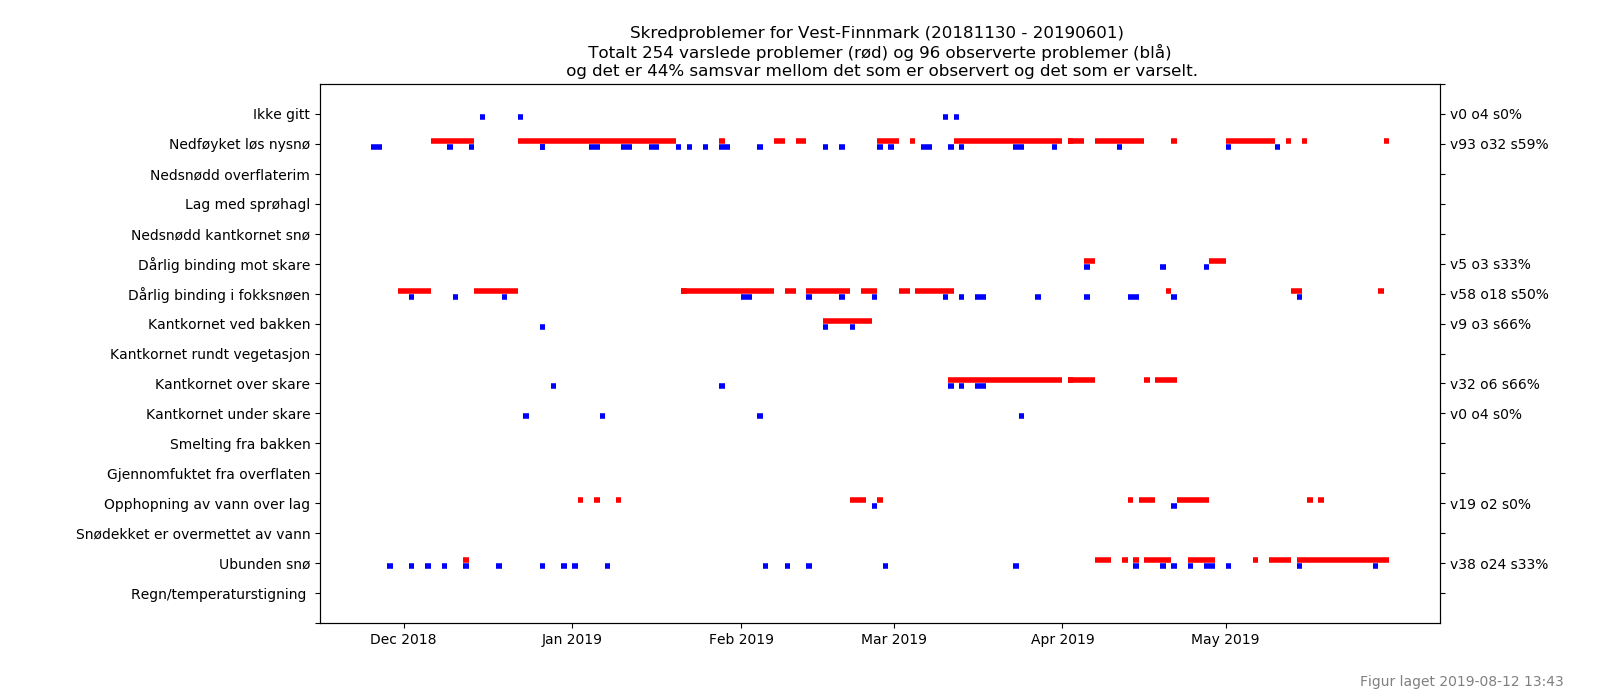 Skredproblemer for Vest-Finnmark (20181130 - 20190601)
Totalt 254 varslede problemer (rød) og 96 observerte problemer (blå)
og det er 44% samsvar mellom det som er observert og det som er varselt.
Ikke gitt
v0 o4 s0%
Nedføyket løs nysnø
v93 o32 s59%
Nedsnødd overflaterim
Lag med sprøhagl
Nedsnødd kantkornet snø
Dårlig binding mot skare
v5 o3 s33%
Dårlig binding i fokksnøen
v58 o18 s50%
Kantkornet ved bakken
v9 o3 s66%
Kantkornet rundt vegetasjon
Kantkornet over skare
v32 o6 s66%
Kantkornet under skare
v0 o4 s0%
Smelting fra bakken
Gjennomfuktet fra overflaten
Opphopning av vann over lag
v19 o2 s0%
Snødekket er overmettet av vann
Ubunden snø
v38 o24 s33%
Regn/temperaturstigning
Dec 2018
Jan 2019
Feb 2019
Mar 2019
Apr 2019
May 2019
Figur laget 2019-08-12 13:43